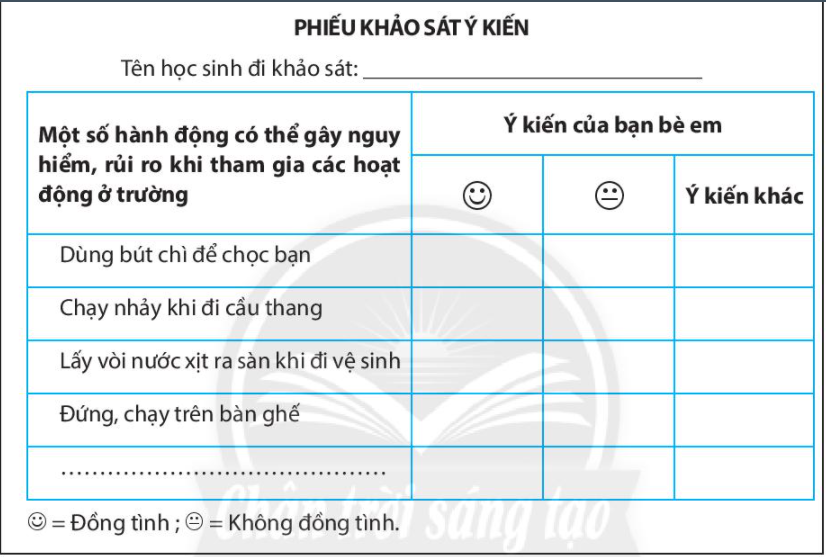 PHIẾU KHẢO SÁT Ý KIẾN
Tên học sinh đi khảo sát: ____________________
Một số hành động có thể gây nguy
hiểm, rủi ro khi tham gia các hoạt
động ở trường
Ý kiến của bạn bè em
Ý kiến khác
Dùng bút chì để chọc bạn
Chạy nhảy khi đi cầu thang
Lấy vòi nước xịt ra sàn khi đi vệ sinh
Đứng, chạy trên bàn ghế
..........................................
☺ = Đồng tình ; 😐 = Không đồng tình.
Chân trời sáng tạo